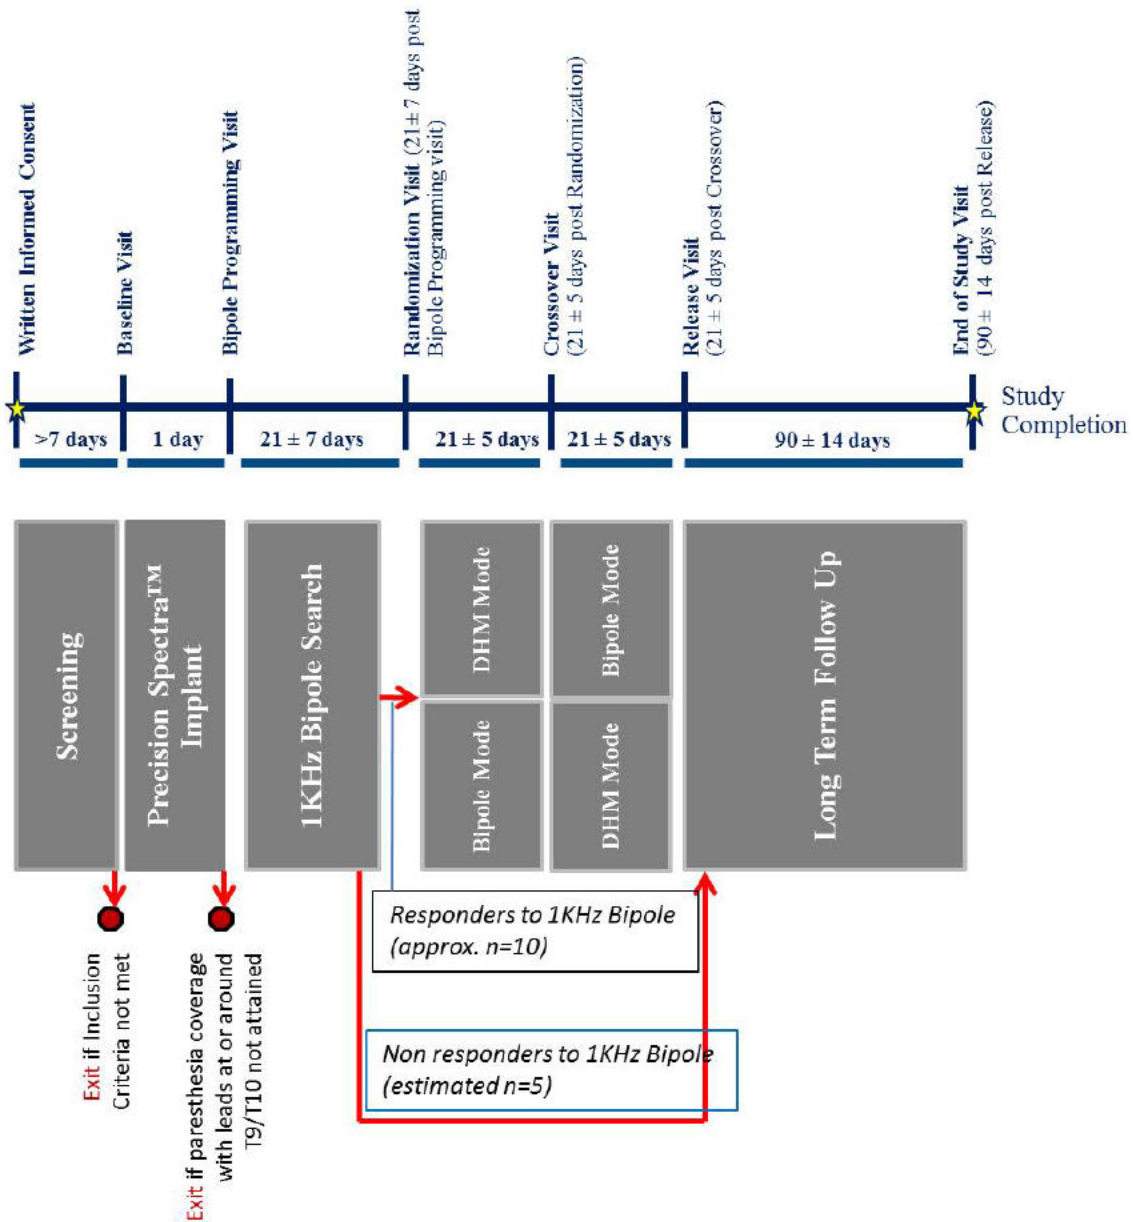 Written Informed Consent
Baseline Visit
Bipole Programming Visit
Randomization Visit (21± 7 days post
Bipole Programming visit)
Crossover Visit
(21 ± 5 days post Randomization)
Release Visit
(21 ± 5 days post Crossover)
End of Study Visit
(90 ± 14 days post Release)
Study
Completion
>7 days
1 day
21 ± 7 days
21 ± 5 days
21 ± 5 days
90 ± 14 days
Screening
Precision Spectra™
Implant
1KHz Bipole Search
DHM Mode
Bipole Mode
Bipole Mode
DHM Mode
Long Term Follow Up
Responders to 1KHz Bipole
(approx. n=10)
Non responders to 1KHz Bipole
(estimated n=5)
Exit if Inclusion
Criteria not met
Exit if paresthesia coverage
with leads at or around
T9/T10 not attained